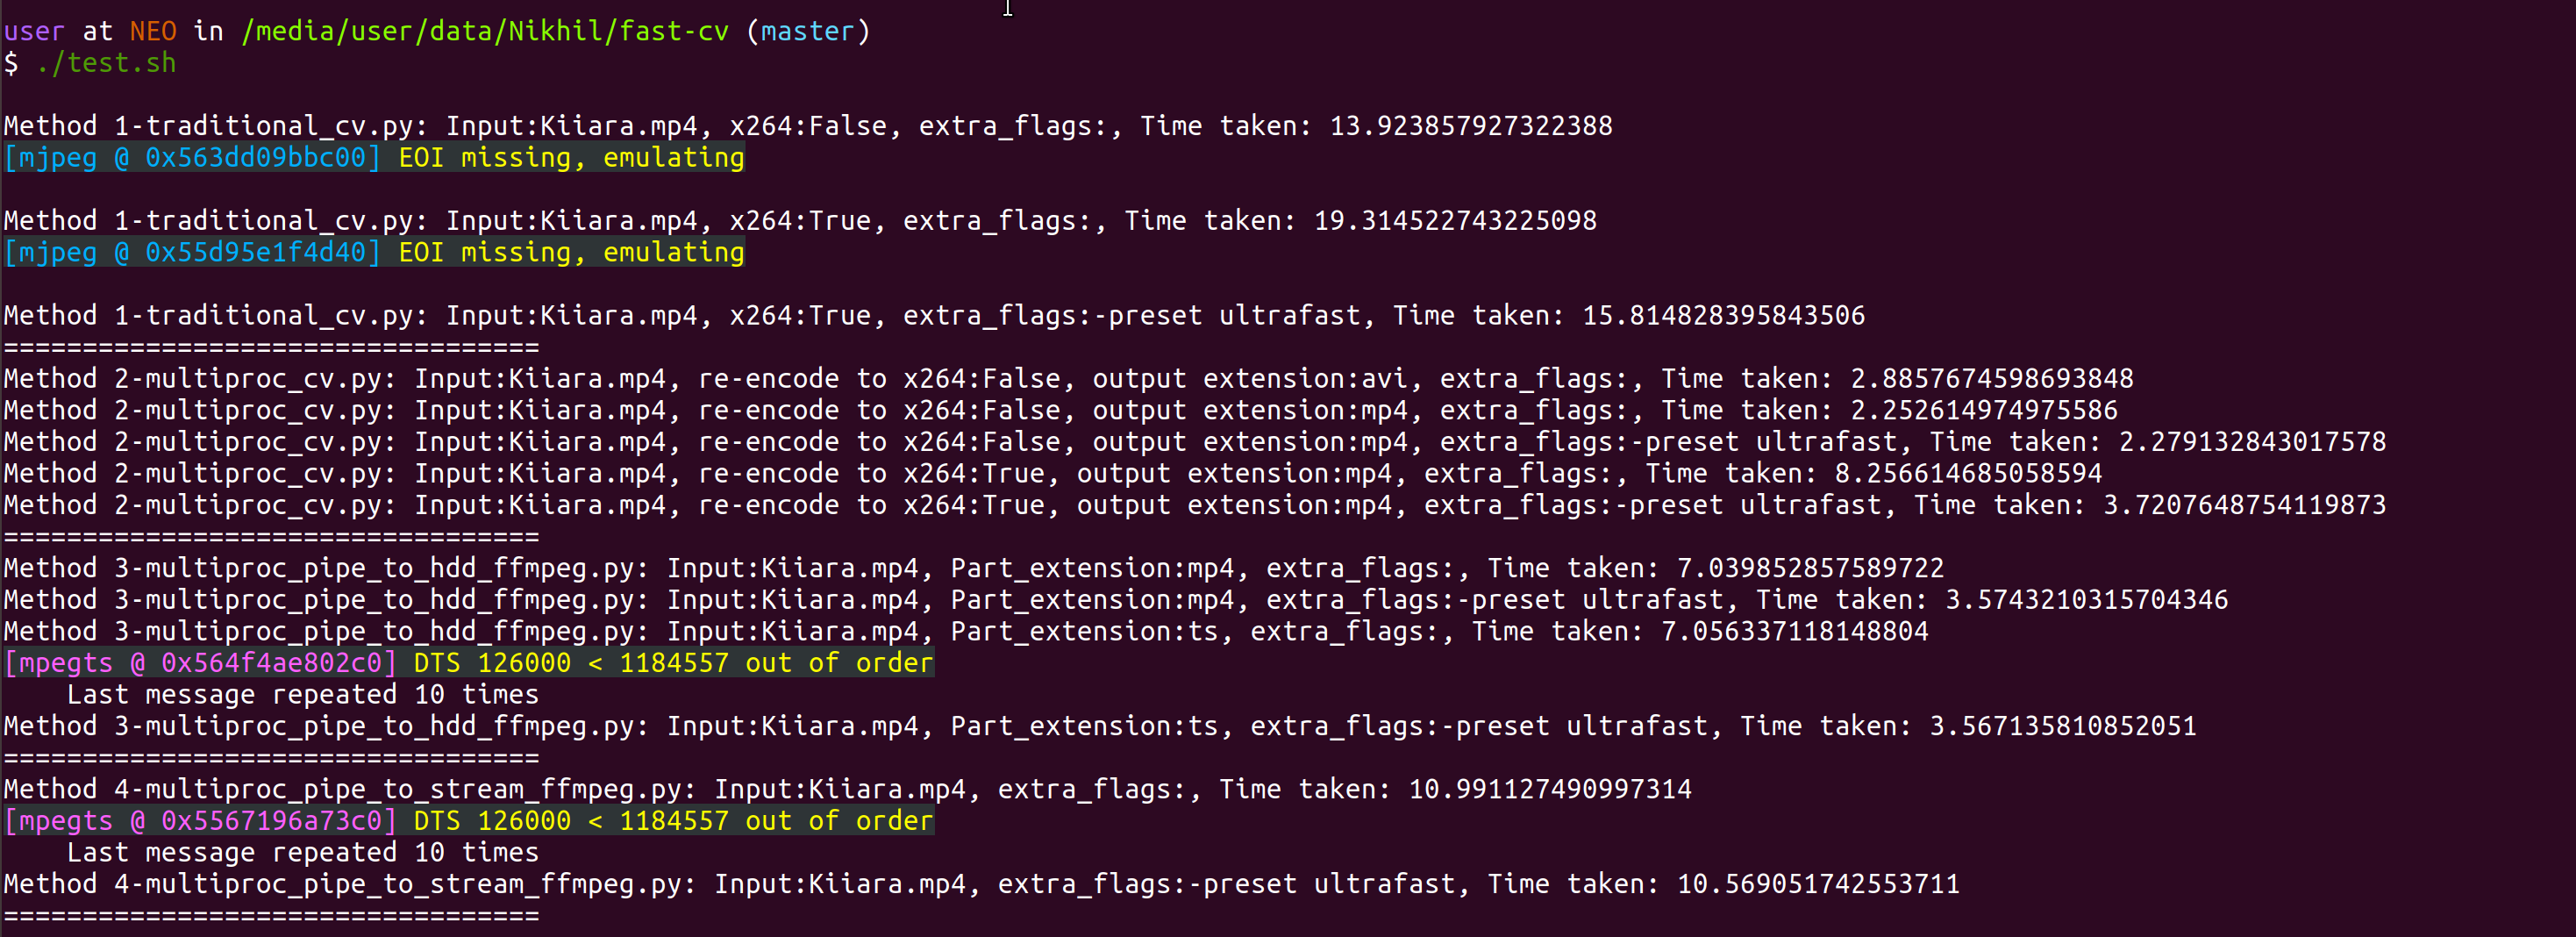 user at NEO in /media/user/data/Nikhil/fast-cv (master)
$ ./test.sh
Method 1-traditional_cv.py: Input:Kiiara.mp4, x264:False, extra_flags:, Time taken: 13.923857927322388
[mjpeg @ 0x563dd09bbc00] EOI missing, emulating
Method 1-traditional_cv.py: Input:Kiiara.mp4, x264:True, extra_flags:, Time taken: 19.314522743225098
[mjpeg @ 0x55d95e1f4d40] EOI missing, emulating
Method 1-traditional_cv.py: Input:Kiiara.mp4, x264:True, extra_flags:-preset ultrafast, Time taken: 15.814828395843506
==================================
Method 2-multiproc_cv.py: Input:Kiiara.mp4, re-encode to x264:False, output extension:avi, extra_flags:, Time taken: 2.8857674598693848
Method 2-multiproc_cv.py: Input:Kiiara.mp4, re-encode to x264:False, output extension:mp4, extra_flags:, Time taken: 2.252614974975586
Method 2-multiproc_cv.py: Input:Kiiara.mp4, re-encode to x264:False, output extension:mp4, extra_flags:-preset ultrafast, Time taken: 2.279132843017578
Method 2-multiproc_cv.py: Input:Kiiara.mp4, re-encode to x264:True, output extension:mp4, extra_flags:, Time taken: 8.256614685058594
Method 2-multiproc_cv.py: Input:Kiiara.mp4, re-encode to x264:True, output extension:mp4, extra_flags:-preset ultrafast, Time taken: 3.7207648754119873
==================================
Method 3-multiproc_pipe_to_hdd_ffmpeg.py: Input:Kiiara.mp4, Part_extension:mp4, extra_flags:, Time taken: 7.039852857589722
Method 3-multiproc_pipe_to_hdd_ffmpeg.py: Input:Kiiara.mp4, Part_extension:mp4, extra_flags:-preset ultrafast, Time taken: 3.5743210315704346
Method 3-multiproc_pipe_to_hdd_ffmpeg.py: Input:Kiiara.mp4, Part_extension:ts, extra_flags:, Time taken: 7.056337118148804
[mpegts @ 0x564f4ae802c0] DTS 126000 < 1184557 out of order
    Last message repeated 10 times
Method 3-multiproc_pipe_to_hdd_ffmpeg.py: Input:Kiiara.mp4, Part_extension:ts, extra_flags:-preset ultrafast, Time taken: 3.567135810852051
==================================
Method 4-multiproc_pipe_to_stream_ffmpeg.py: Input:Kiiara.mp4, extra_flags:, Time taken: 10.991127490997314
[mpegts @ 0x5567196a73c0] DTS 126000 < 1184557 out of order
    Last message repeated 10 times
Method 4-multiproc_pipe_to_stream_ffmpeg.py: Input:Kiiara.mp4, extra_flags:-preset ultrafast, Time taken: 10.569051742553711
==================================